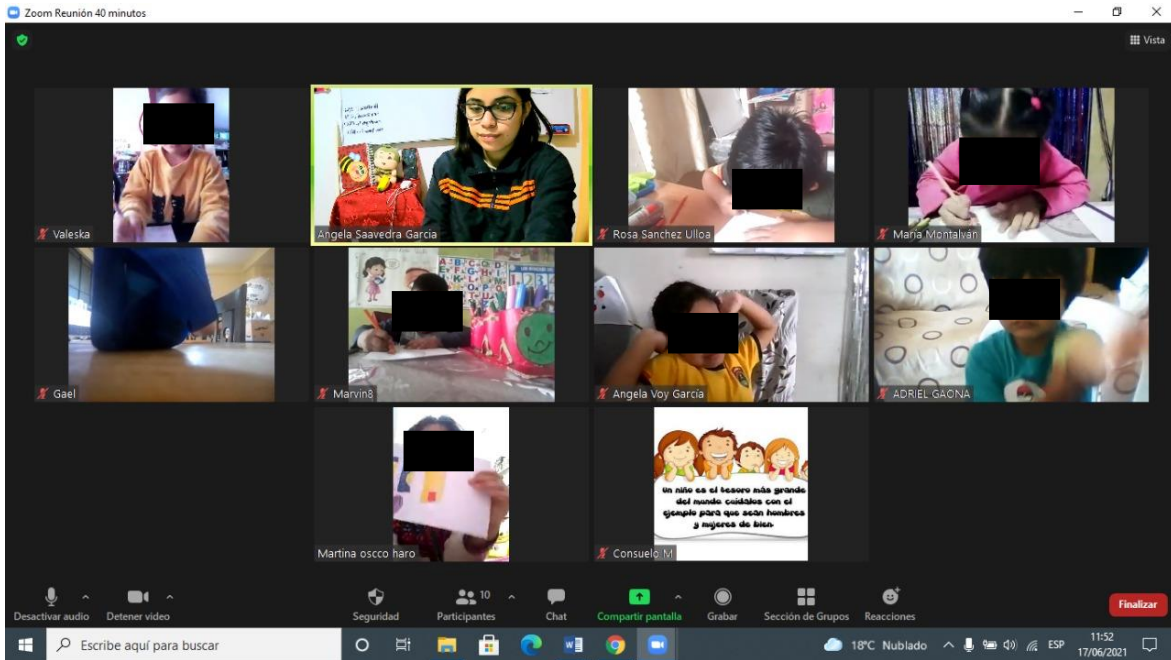 Zoom Reunión 40 minutos
Vista
Valeska
Angela Saavedra Garcia
Rosa Sanchez Ulloa
Maria Montalván
Gael
Marvin8
Angela Voy García
ADRIEL GAONA
Martina oscco haro
Un niño es el tesoro más grande
del mundo cuídalos con el
ejemplo para que sean hombres
y mujeres de bien
Consuelo M
Desactivar audio
Detener video
Seguridad
10
Participantes
Chat
Compartir pantalla
Grabar
Sección de Grupos
Reacciones
Finalizar
Escribe aquí para buscar
18°C Nublado
ESP
11:52
17/06/2021